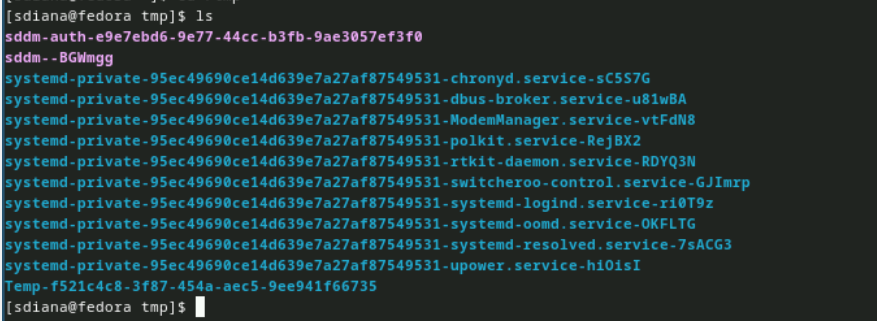 [sdiana@fedora tmp]$ ls
sddm-auth-e9e7ebd6-9e77-44cc-b3fb-9ae3057ef3f0
sddm--BGWmgg
systemd-private-95ec49690ce14d639e7a27af87549531-chronyd.service-sC5S7G
systemd-private-95ec49690ce14d639e7a27af87549531-dbus-broker.service-u81wBA
systemd-private-95ec49690ce14d639e7a27af87549531-ModemManager.service-vtFdN8
systemd-private-95ec49690ce14d639e7a27af87549531-polkit.service-RejBX2
systemd-private-95ec49690ce14d639e7a27af87549531-rtkit-daemon.service-RDYQ3N
systemd-private-95ec49690ce14d639e7a27af87549531-switcheroo-control.service-GJImrp
systemd-private-95ec49690ce14d639e7a27af87549531-systemd-logind.service-ri0T9z
systemd-private-95ec49690ce14d639e7a27af87549531-systemd-oomd.service-OKFLTG
systemd-private-95ec49690ce14d639e7a27af87549531-systemd-resolved.service-7sACG3
systemd-private-95ec49690ce14d639e7a27af87549531-upower.service-hiOisI
Temp-f521c4c8-3f87-454a-aec5-9ee941f66735
[sdiana@fedora tmp]$